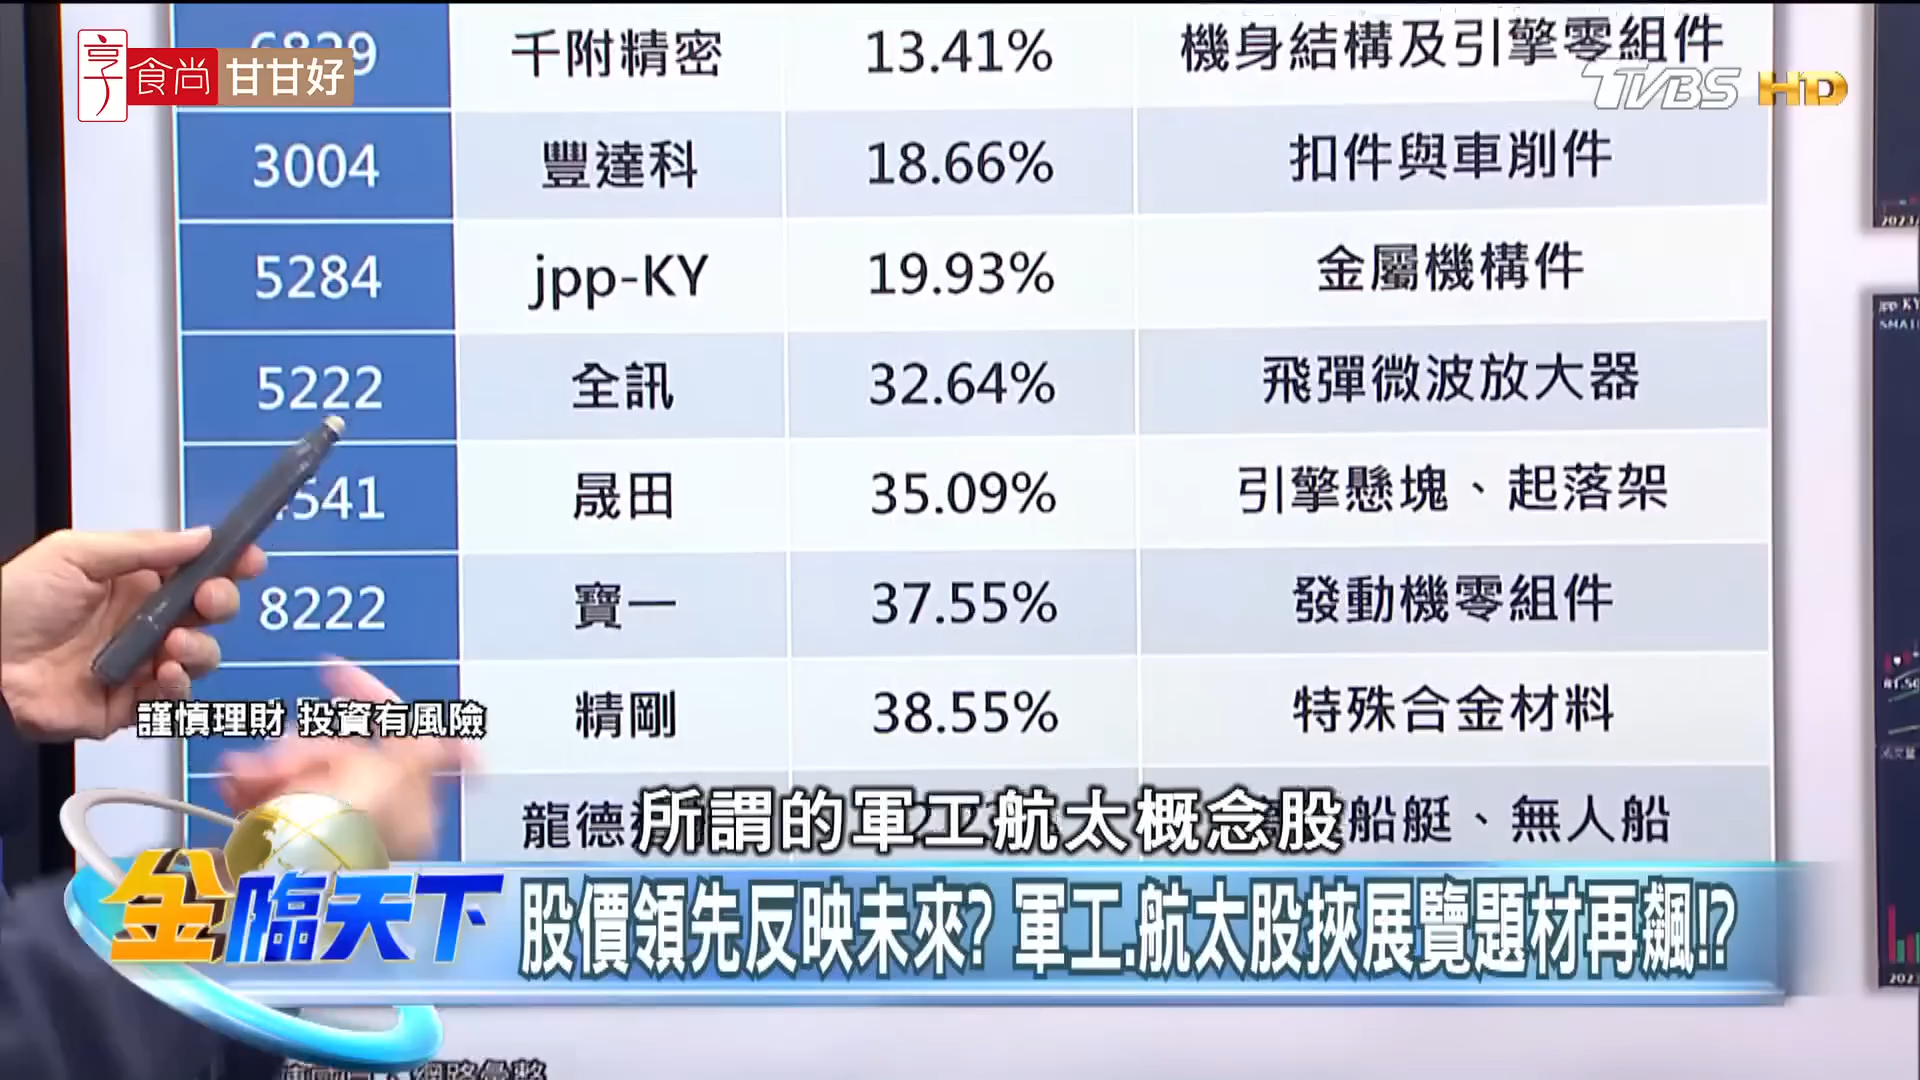 享
食尚 甘甘好
TVBS HD
千附精密 13.41% 機身結構及引擎零組件
3004 豐達科 18.66% 扣件與車削件
5284 jpp-KY 19.93% 金屬機構件
5222 全訊 32.64% 飛彈微波放大器
541 晟田 35.09% 引擎懸塊、起落架
8222 寶一 37.55% 發動機零組件
精剛 38.55% 特殊合金材料
龍德 船艇、無人船
謹慎理財 投資有風險
所謂的軍工航太概念股
金臨天下
股價領先反映未來? 軍工.航太股挾展覽題材再飆!?
2023
jpp-KY